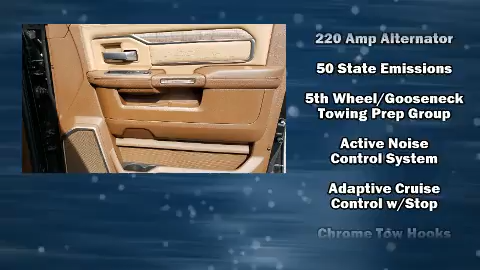 220 Amp Alternator
50 State Emissions
5th Wheel/Gooseneck
Towing Prep Group
Active Noise
Control System
Adaptive Cruise
Control w/Stop
Chrome Tow Hooks